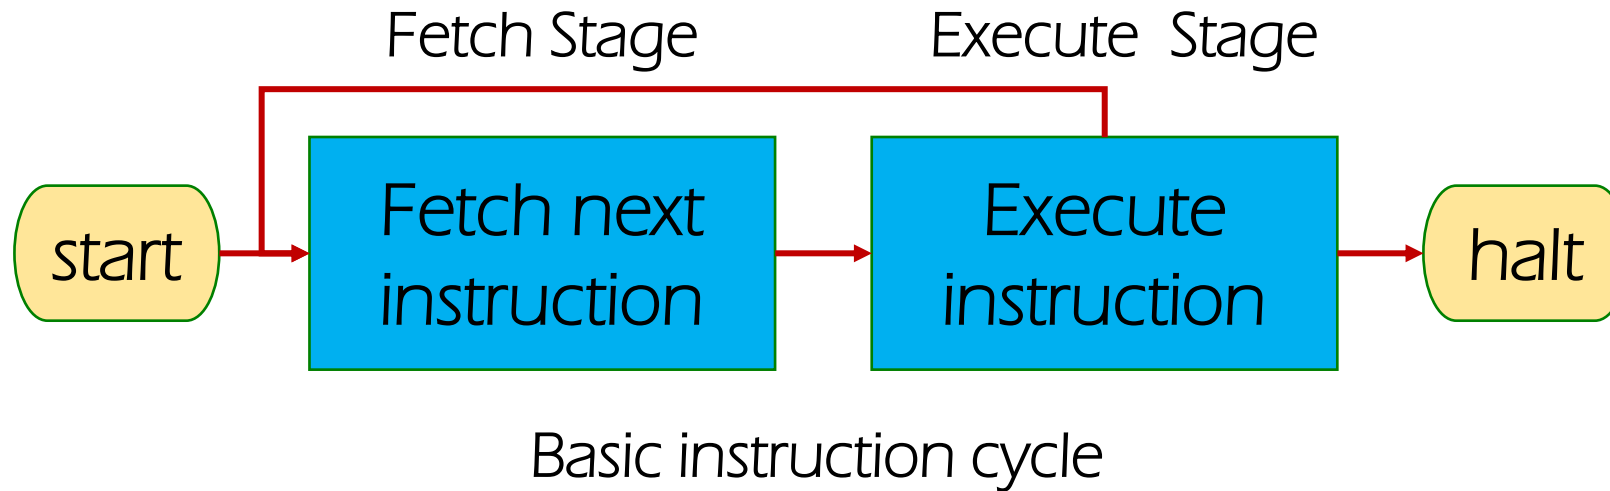 Fetch Stage
Execute Stage
start
Fetch next
instruction
Execute
instruction
halt
Basic instruction cycle